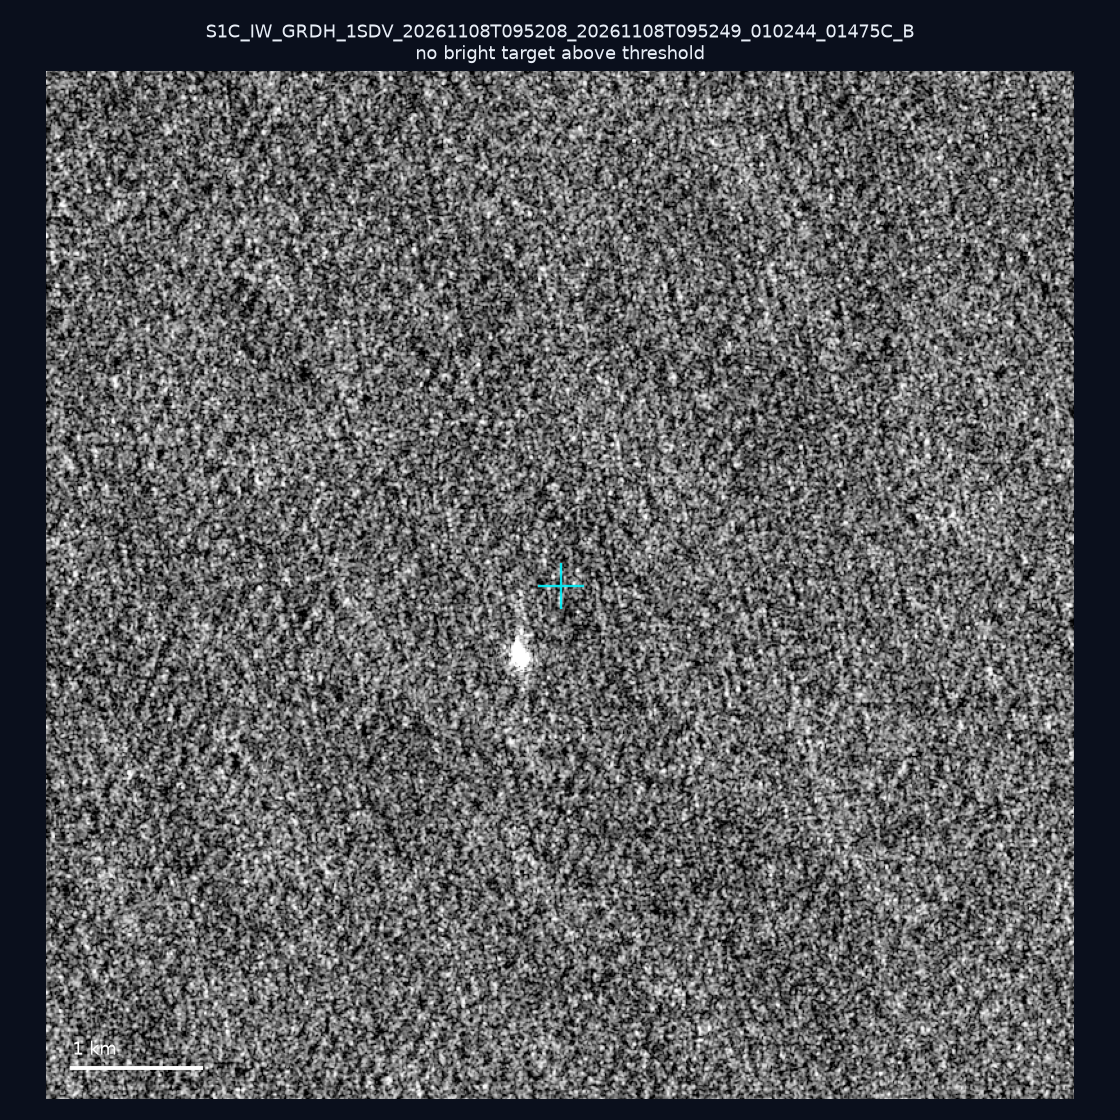 S1C_IW_GRDH_1SDV_20261108T095208_20261108T095249_010244_01475C_B
no bright target above threshold
1 km